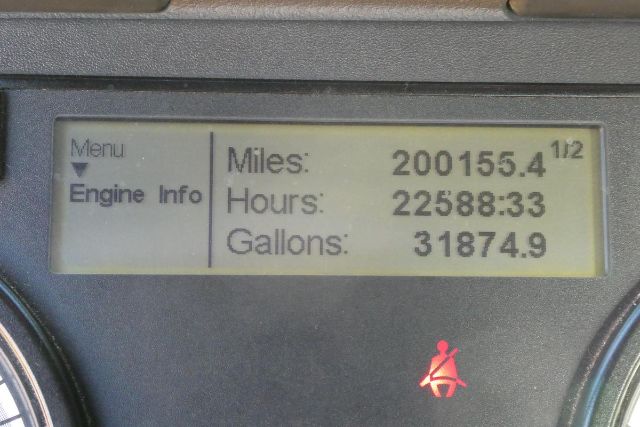 Menu
Engine Info
1/2
Miles: 200155.4
Hours: 22588:33
Gallons: 31874.9